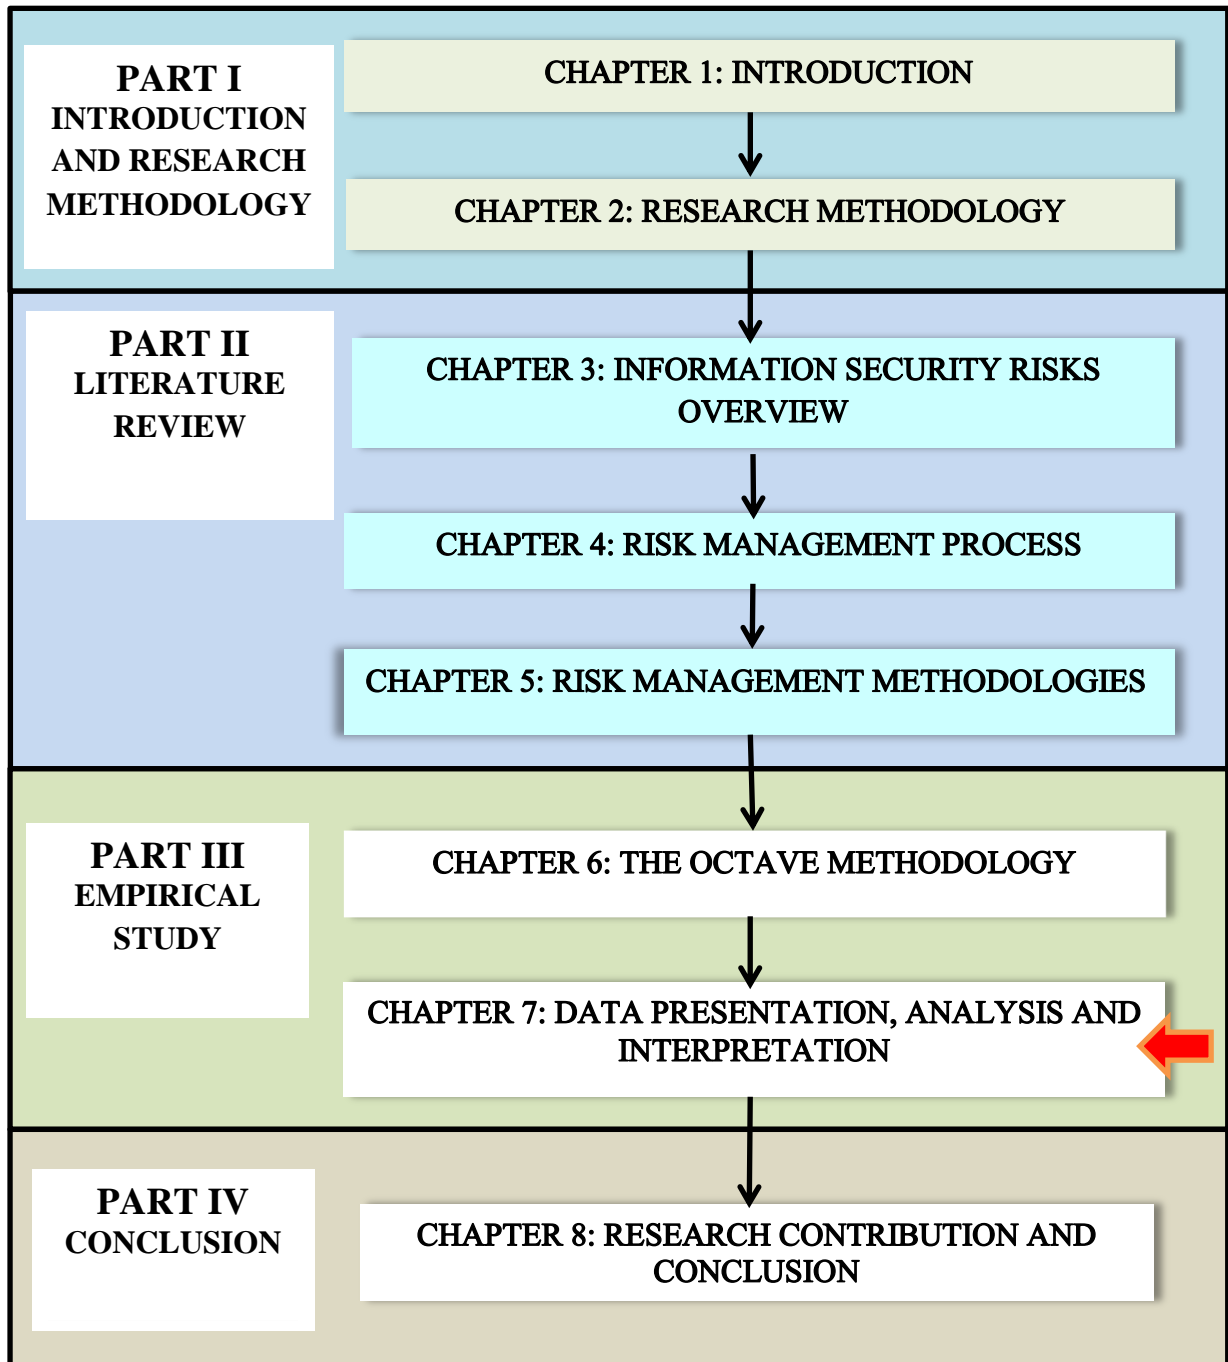 PART I
INTRODUCTION
AND RESEARCH
METHODOLOGY
CHAPTER 1: INTRODUCTION
CHAPTER 2: RESEARCH METHODOLOGY
PART II
LITERATURE
REVIEW
CHAPTER 3: INFORMATION SECURITY RISKS
OVERVIEW
CHAPTER 4: RISK MANAGEMENT PROCESS
CHAPTER 5: RISK MANAGEMENT METHODOLOGIES
PART III
EMPIRICAL
STUDY
CHAPTER 6: THE OCTAVE METHODOLOGY
CHAPTER 7: DATA PRESENTATION, ANALYSIS AND
INTERPRETATION
PART IV
CONCLUSION
CHAPTER 8: RESEARCH CONTRIBUTION AND
CONCLUSION